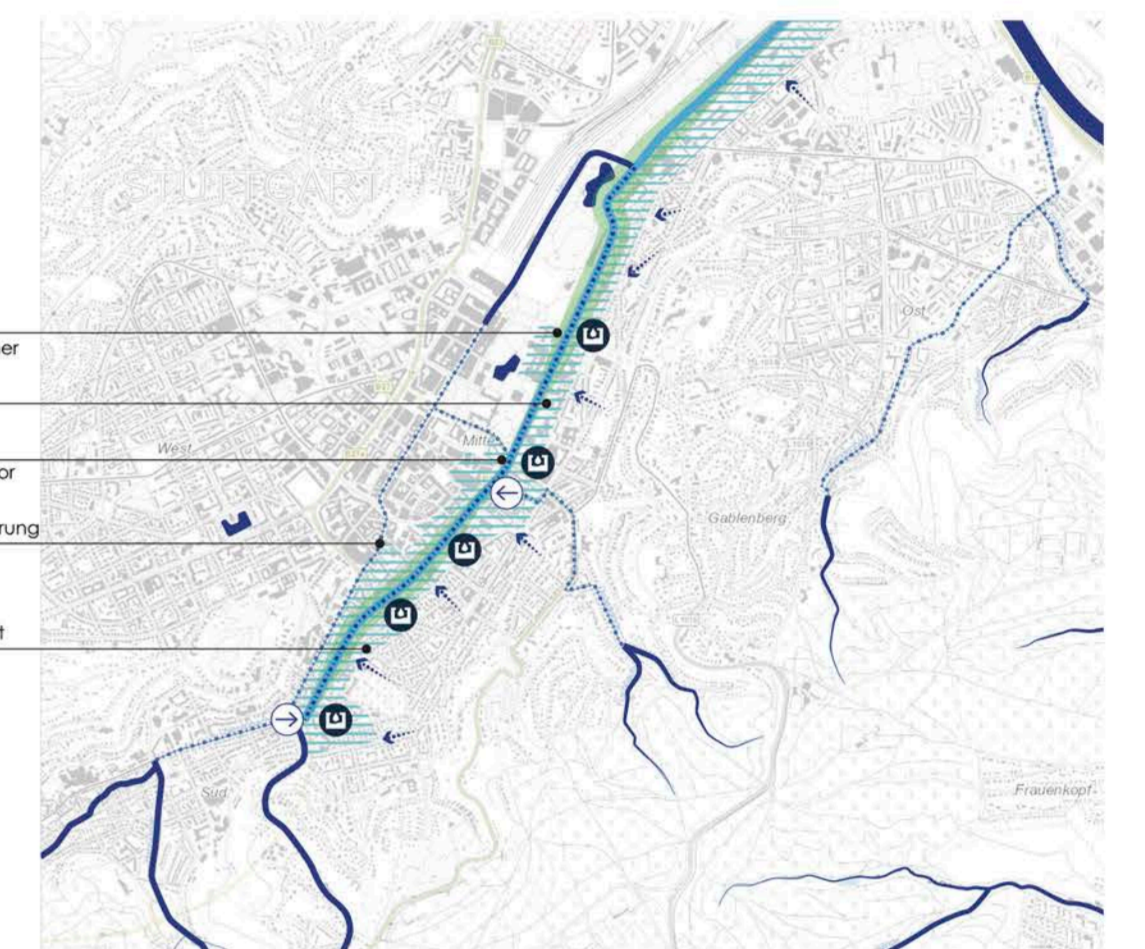 STUTTGART
er
Ost
West
Mitte
or
rung
Gablenberg
t
Süd
Frauenkopf